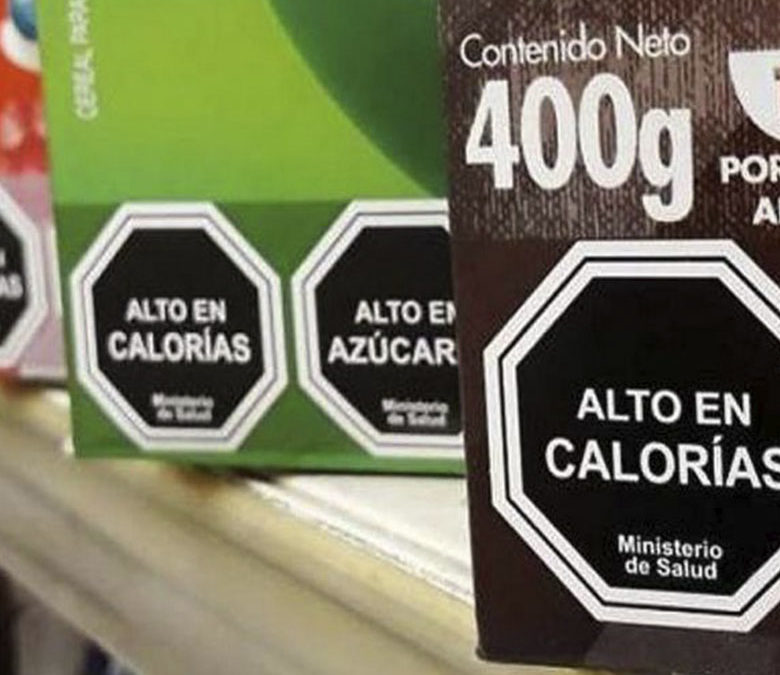 CEREAL PARA
ALTO EN
CALORÍAS
Ministerio
de Salud
ALTO EN
AZÚCAR
Ministerio
de Salud
Contenido Neto
400g
POR
A
ALTO EN
CALORÍAS
Ministerio
de Salud